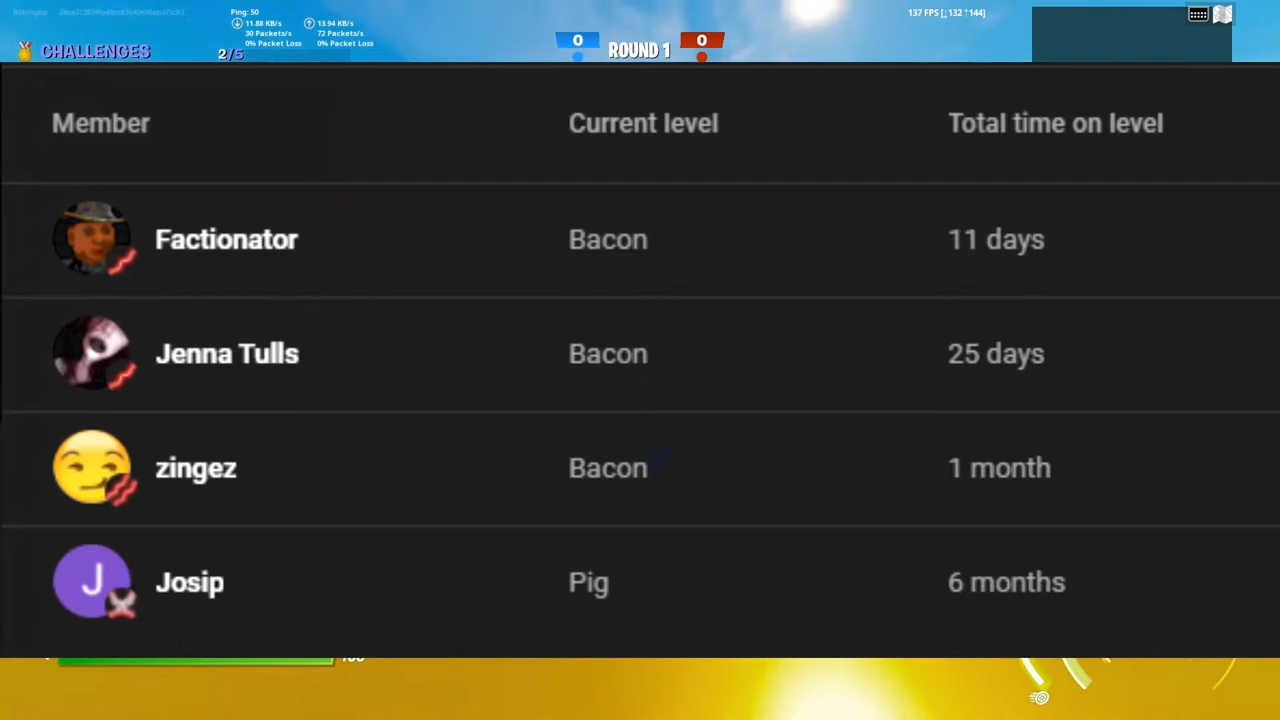 Ping: 50
11.88 KB/s 13.94 KB/s
30 Packets/s 72 Packets/s
0% Packet Loss 0% Packet Loss
137 FPS [↓132 ↑144]
CHALLENGES 2/5
0 ROUND 1 0
Member Current level Total time on level
Factionator Bacon 11 days
Jenna Tulls Bacon 25 days
zingez Bacon 1 month
J Josip Pig 6 months